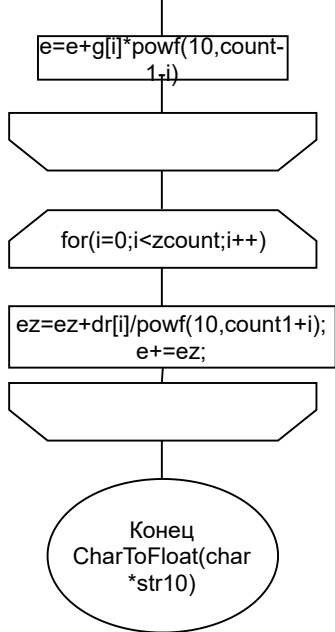 e=e+g[i]*powf(10,count-
1-i)
for(i=0;i<zcount;i++)
ez=ez+dr[i]/powf(10,count1+i);
e+=ez;
Конец
CharToFloat(char
*str10)